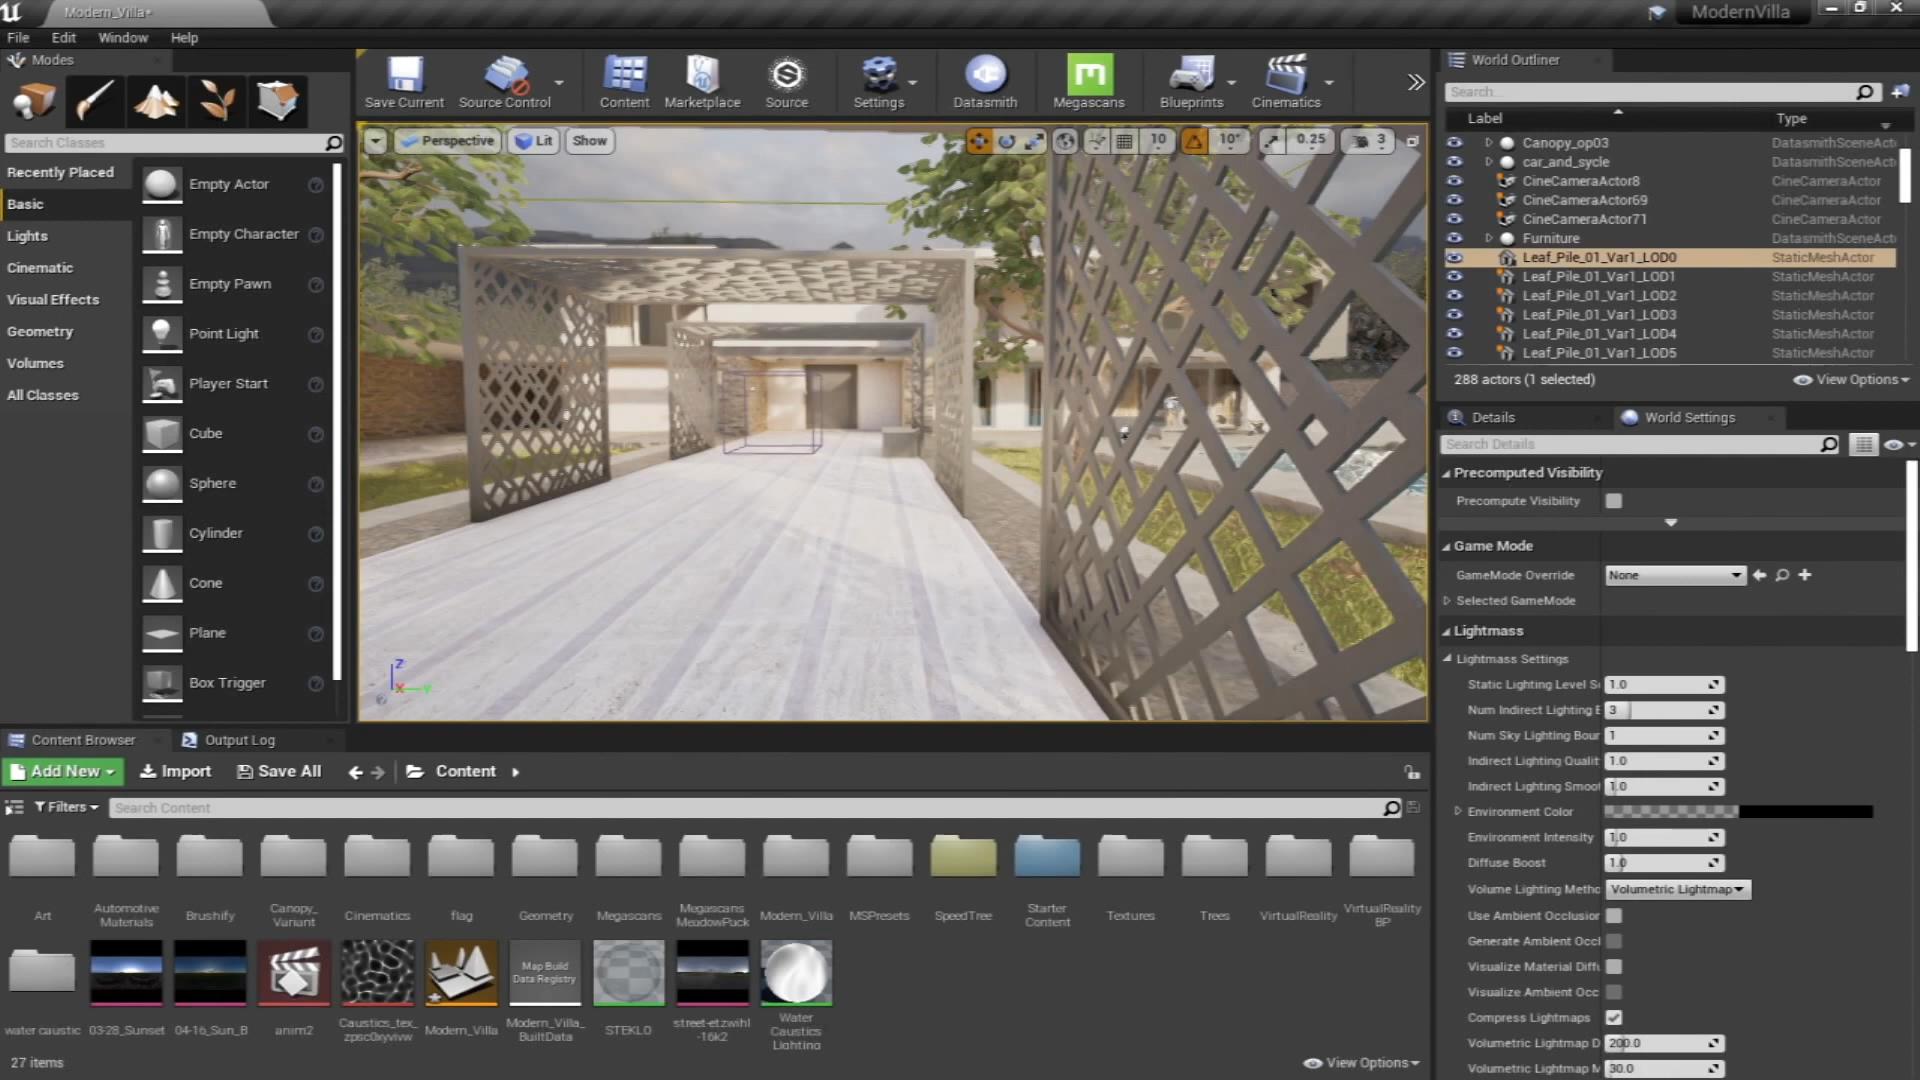 Modern_Villa•
ModernVilla
File Edit Window Help
Modes
Search Classes
Recently Placed
Basic
Lights
Cinematic
Visual Effects
Geometry
Volumes
All Classes
Empty Actor
Empty Character
Empty Pawn
Point Light
Player Start
Cube
Sphere
Cylinder
Cone
Plane
Box Trigger
Save Current Source Control Content Marketplace Source Settings Datasmith Megascans Blueprints Cinematics
Perspective Lit Show 10 10° 0.25 3
Z
X Y
World Outliner
Search...
Label Type
Canopy_op03 DatasmithSceneAct
car_and_sycle DatasmithSceneAct
CineCameraActor8 CineCameraActor
CineCameraActor69 CineCameraActor
CineCameraActor71 CineCameraActor
Furniture DatasmithSceneAct
Leaf_Pile_01_Var1_LOD0 StaticMeshActor
Leaf_Pile_01_Var1_LOD1 StaticMeshActor
Leaf_Pile_01_Var1_LOD2 StaticMeshActor
Leaf_Pile_01_Var1_LOD3 StaticMeshActor
Leaf_Pile_01_Var1_LOD4 StaticMeshActor
Leaf_Pile_01_Var1_LOD5 StaticMeshActor
288 actors (1 selected) View Options
Details World Settings
Search Details
Precomputed Visibility
Precompute Visibility
Game Mode
GameMode Override None
Selected GameMode
Lightmass
Lightmass Settings
Static Lighting Level S 1.0
Num Indirect Lighting B 3
Num Sky Lighting Bour 1
Indirect Lighting Qualit 1.0
Indirect Lighting Smoot 1.0
Environment Color
Environment Intensity 1.0
Diffuse Boost 1.0
Volume Lighting Metho Volumetric Lightmap
Use Ambient Occlusior
Generate Ambient Occl
Visualize Material Diffu
Visualize Ambient Occ
Compress Lightmaps
Volumetric Lightmap D 200.0
Volumetric Lightmap M 30.0
Content Browser Output Log
Add New Import Save All Content
Filters Search Content
Art
Automotive
Materials
Brushify
Canopy_
Variant
Cinematics
flag
Geometry
Megascans
Megascans
MeadowPack
Modern_Villa
MSPresets
SpeedTree
Starter
Content
Textures
Trees
VirtualReality
VirtualReality
BP
water caustic
03-28_Sunset
04-16_Sun_B
anim2
Caustics_tex_
zpsc0xyvivw
Modern_Villa
Map Build
Data Registry
Modern_Villa_
BuiltData
STEKLO
street-etzwihl
-16k2
Water
Caustics
Lighting
27 items View Options